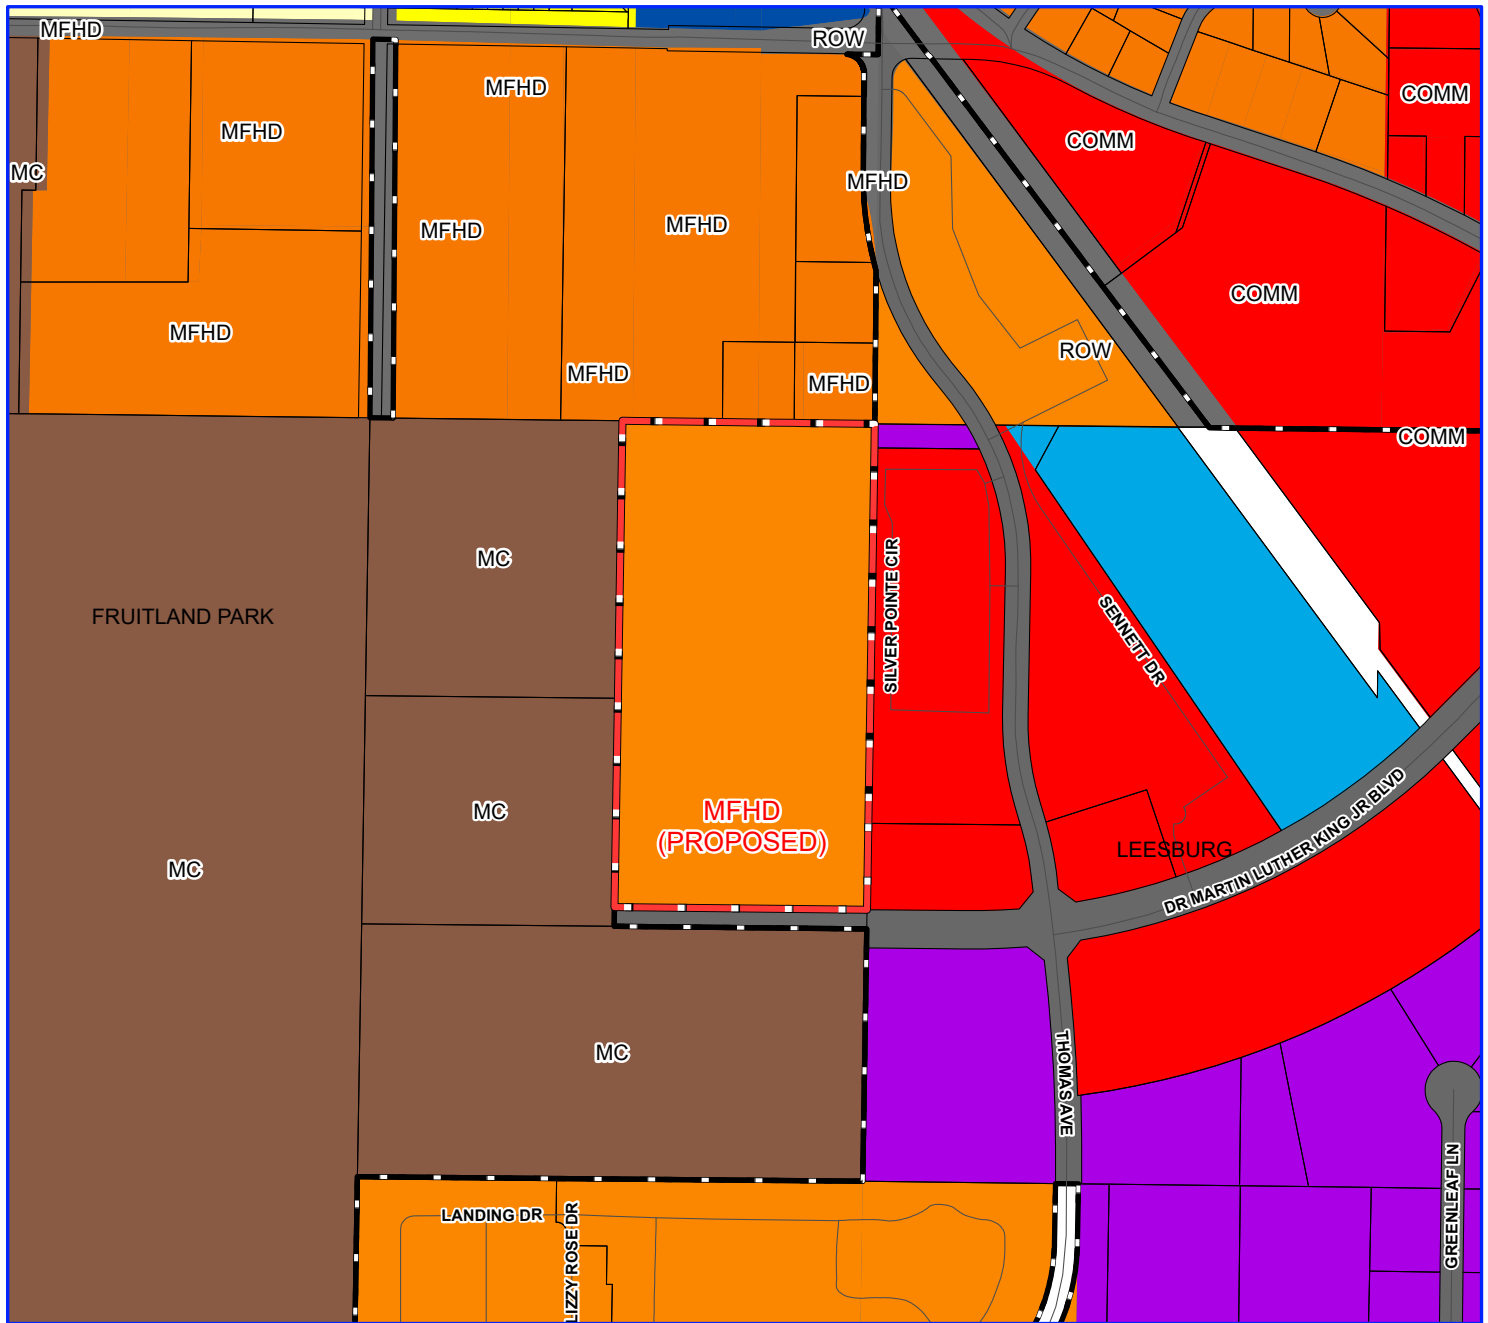 MFHD
ROW
MFHD
COMM
MFHD
COMM
MC
MFHD
MFHD
MFHD
MFHD
COMM
MFHD
ROW
MFHD
MFHD
COMM
MC
SILVER POINTE CIR
FRUITLAND PARK
SENNETT DR
MC
MFHD
(PROPOSED)
MC
LEESBURG
DR MARTIN LUTHER KING JR BLVD
MC
THOMAS AVE
GREENLEAF LN
LANDING DR
LIZZY ROSE DR